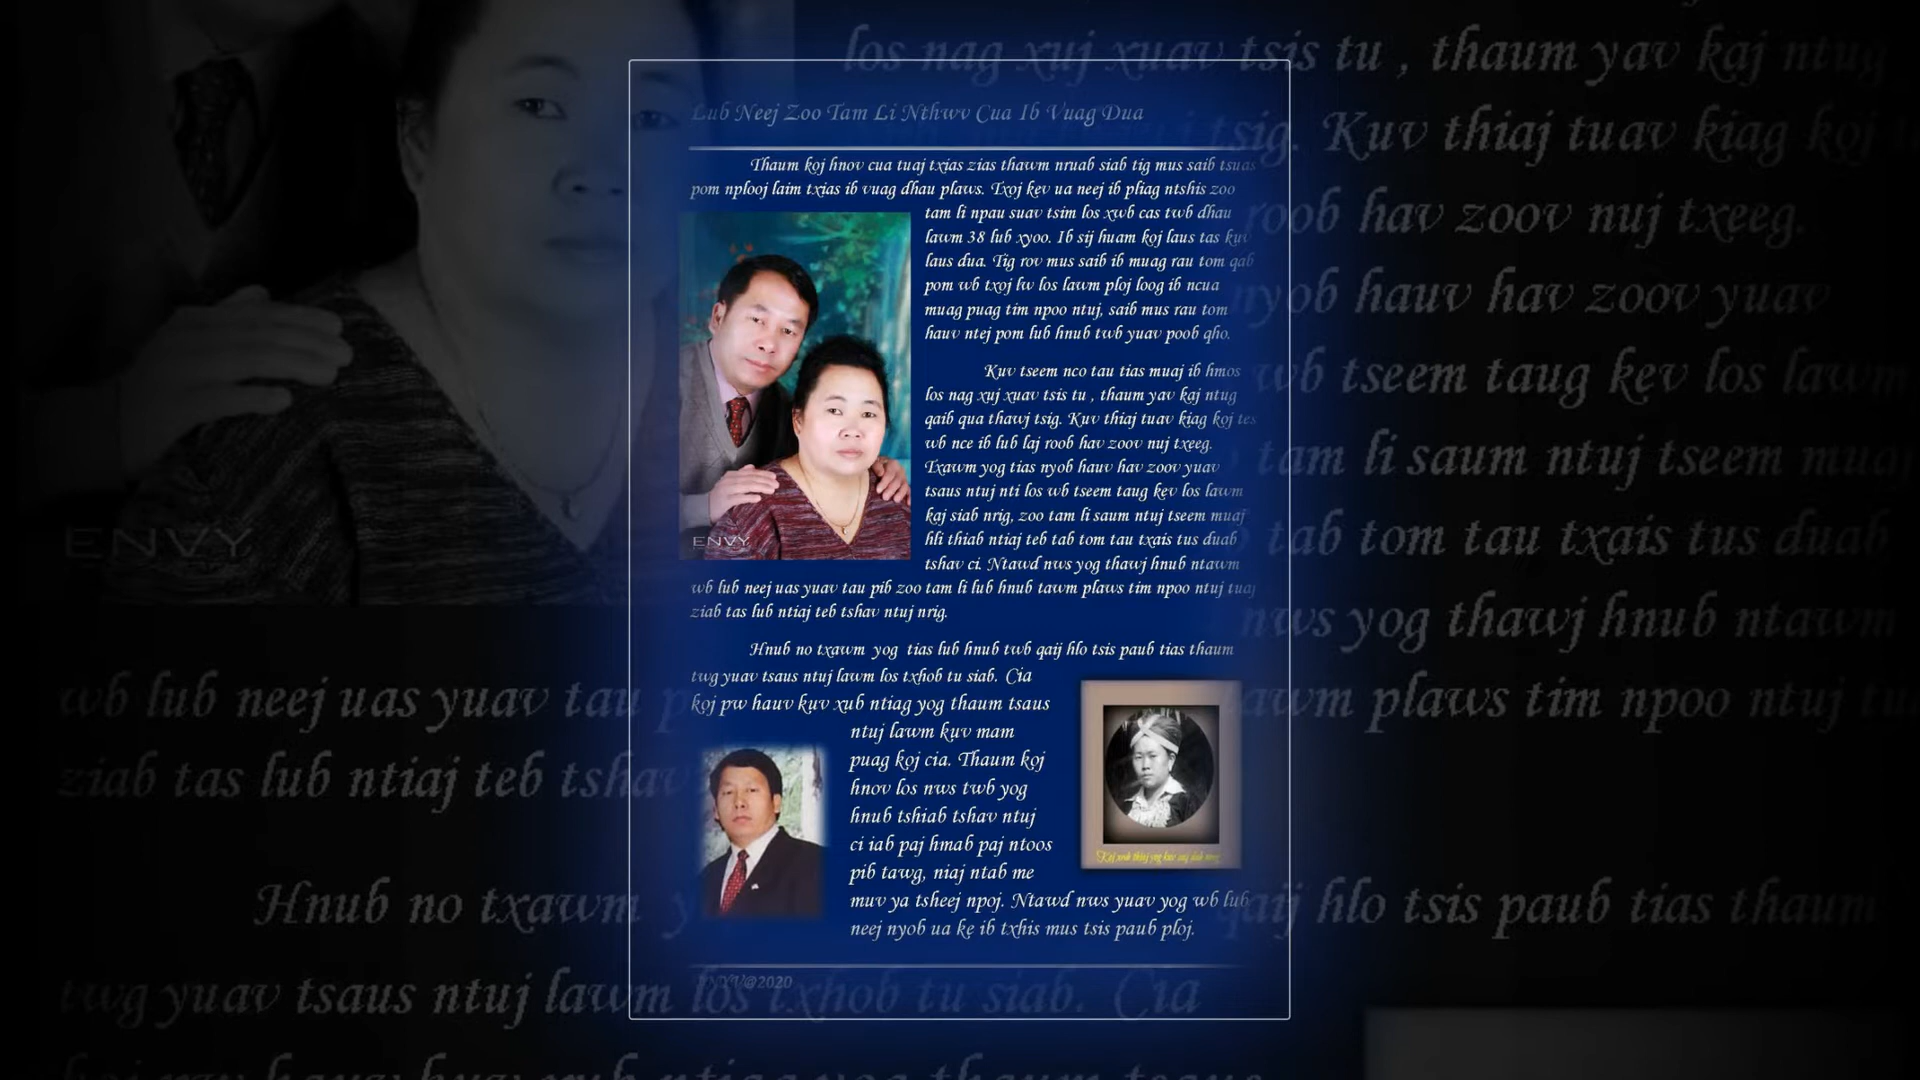 Lub Neej Zoo Tam Li Nthwv Cua Ib Vuag Dua
Thaum koj hnov cua tuaj txias zias thawm nruab siab tig mus saib tsuas
pom nplooj laim txias ib vuag dhau plaws. Txoj kev ua neej ib pliag ntshis zoo
tam li npau suav tsim los xwb cas twb dhau
lawm 38 lub xyoo. Ib sij huam koj laus tas kuv
laus dua. Tig rov mus saib ib muag rau tom qab
pom wb txoj lw los lawm ploj loog ib ncua
muag puag tim npoo ntuj, saib mus rau tom
hauv ntej pom lub hnub twb yuav poob qho.
Kuv tseem nco tau tias muaj ib hmos
los nag xuj xuav tsis tu , thaum yav kaj ntug
qaib qua thawj tsig. Kuv thiaj tuav kiag koj tes
wb nce ib lub laj roob hav zoov nuj txeeg.
Txawm yog tias nyob hauv hav zoov yuav
tsaus ntuj nti los wb tseem taug kev los lawm
kaj siab nrig, zoo tam li saum ntuj tseem muaj
hli thiab ntiaj teb tab tom tau txais tus duab
tshav ci. Ntawd nws yog thawj hnub ntawm
wb lub neej uas yuav tau pib zoo tam li lub hnub tawm plaws tim npoo ntuj tuaj
ziab tas lub ntiaj teb tshav ntuj nrig.
Hnub no txawm yog tias lub hnub twb qaij hlo tsis paub tias thaum
twg yuav tsaus ntuj lawm los txhob tu siab. Cia
koj pw hauv kuv xub ntiag yog thaum tsaus
ntuj lawm kuv mam
puag koj cia. Thaum koj
hnov los nws twb yog
hnub tshiab tshav ntuj
ci iab paj hmab paj ntoos
pib tawg, niaj ntab me
muv ya tsheej npoj. Ntawd nws yuav yog wb lub
neej nyob ua ke ib txhis mus tsis paub ploj.
ENVY
@2020